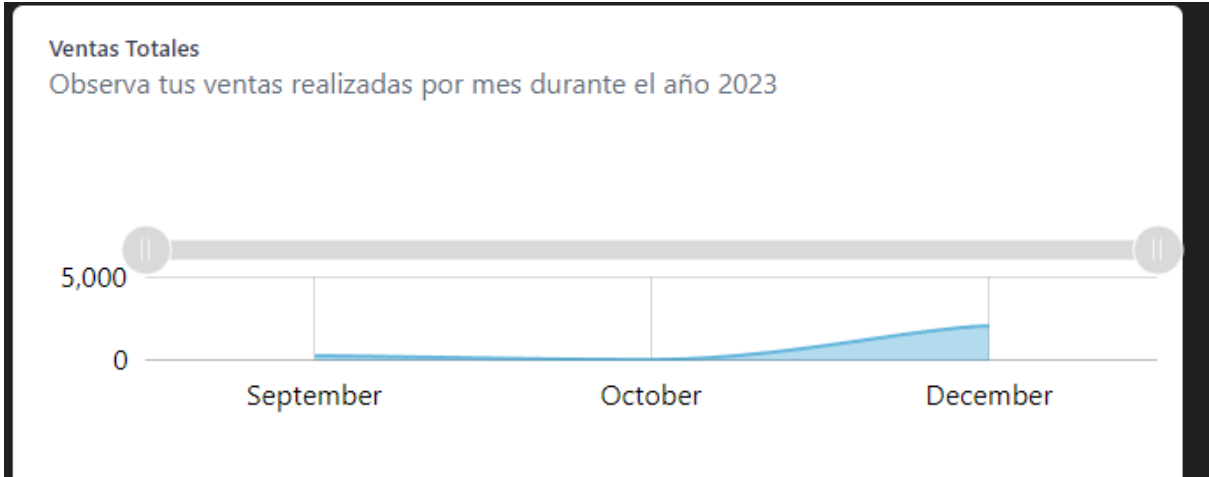 Ventas Totales
Observa tus ventas realizadas por mes durante el año 2023
5,000
0
September October December